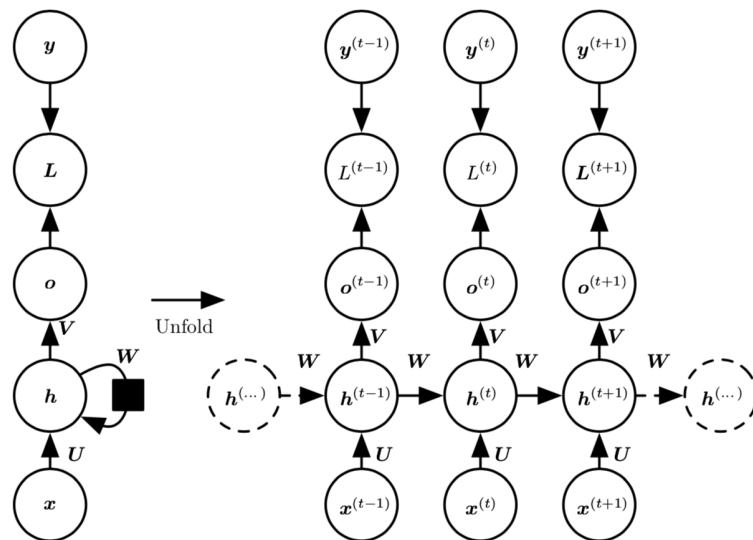 y y^(t−1) y^(t) y^(t+1)
L L^(t−1) L^(t) L^(t+1)
o o^(t−1) o^(t) o^(t+1)
Unfold
V V V V
W W W W W
h h^(...) h^(t−1) h^(t) h^(t+1) h^(...)
U U U U
x x^(t−1) x^(t) x^(t+1)